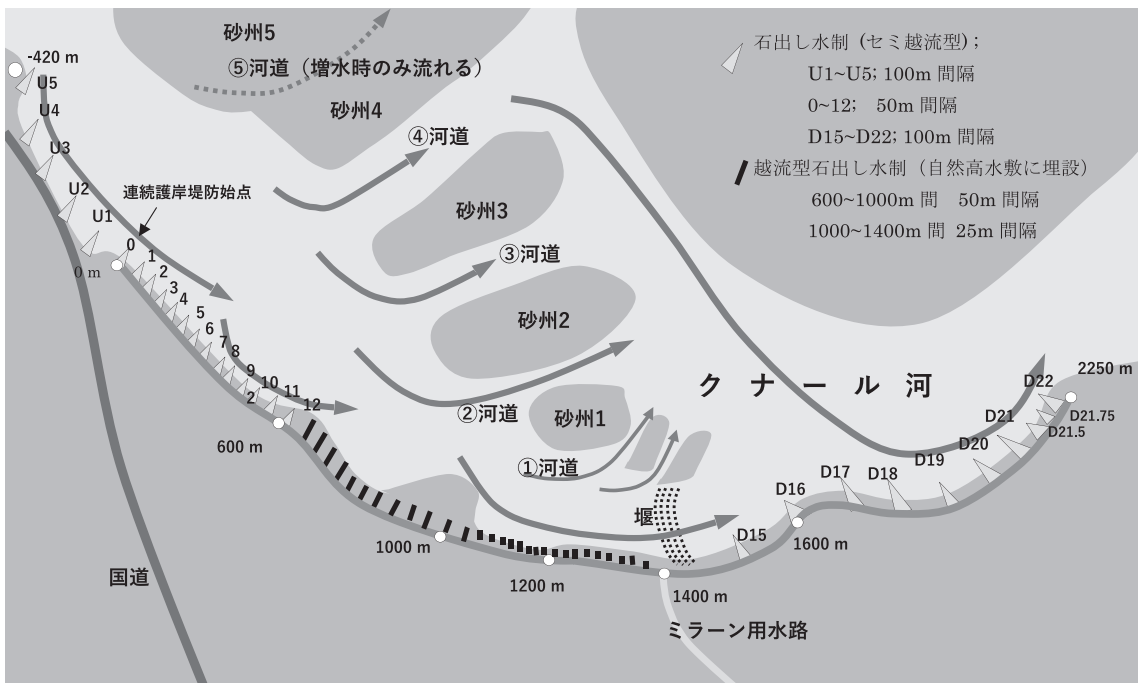 砂州5
⑤河道（増水時のみ流れる）
砂州4
④河道
砂州3
③河道
砂州2
②河道
砂州1
①河道
クナール河
堰
石出し水制（セミ越流型）;
U1~U5; 100m 間隔
0~12; 50m 間隔
D15~D22; 100m 間隔
越流型石出し水制（自然高水敷に埋設）
600~1000m 間 50m 間隔
1000~1400m 間 25m 間隔
-420 m
U5
U4
U3
U2
U1
連続護岸堤防始点
0 m
0
1
2
3
4
5
6
7
8
9
10
11
12
2
600 m
1000 m
1200 m
1400 m
1600 m
2250 m
D15
D16
D17
D18
D19
D20
D21
D21.5
D21.75
D22
国道
ミラーン用水路